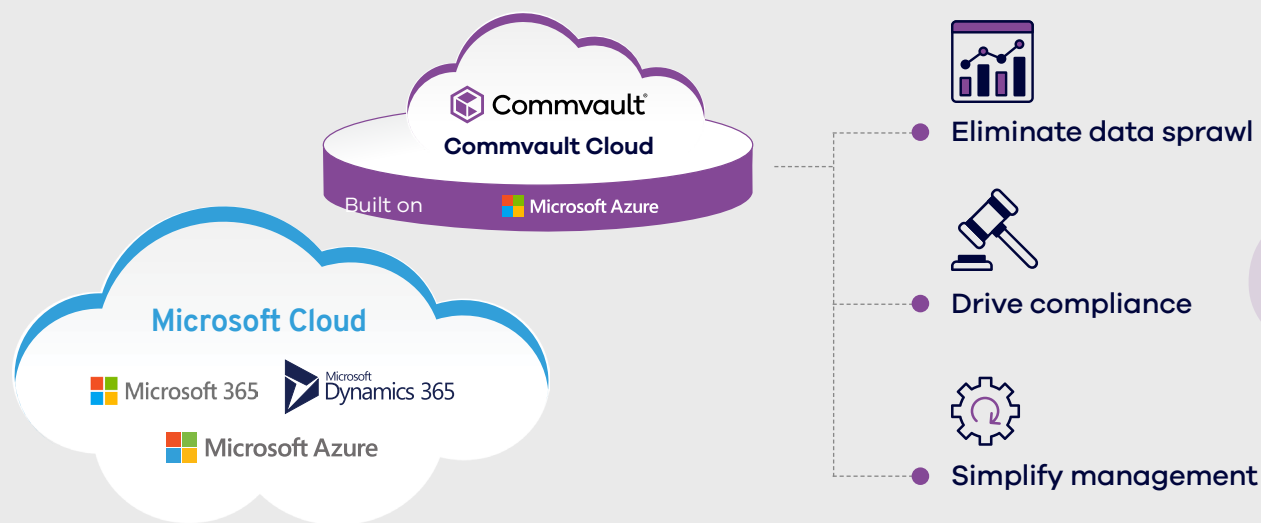 Commvault®
Commvault Cloud
Built on Microsoft Azure
Microsoft Cloud
Microsoft 365
Microsoft
Dynamics 365
Microsoft Azure
Eliminate data sprawl
Drive compliance
Simplify management